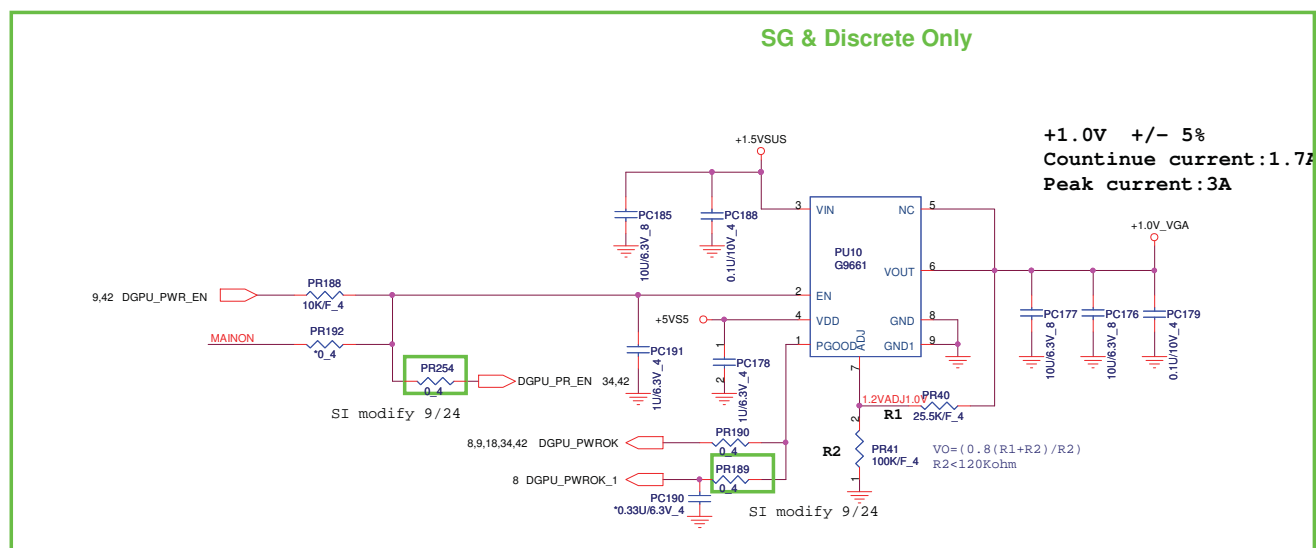 SG & Discrete Only
+1.0V +/- 5%
Countinue current:1.7A
Peak current:3A
+1.5VSUS
PC185
10U/6.3V_8
PC188
0.1U/10V_4
3
VIN
NC
5
PU10
G9661
+1.0V_VGA
VOUT
6
9,42 DGPU_PWR_EN
PR188
10K/F_4
2
EN
MAINON
PR192
*0_4
+5VS5
4
VDD
GND
8
1
PGOOD
ADJ
GND1
9
7
PC177
10U/6.3V_8
PC176
10U/6.3V_8
PC179
0.1U/10V_4
PC191
1U/6.3V_4
1
PC178
2
1U/6.3V_4
PR254
0_4
DGPU_PR_EN 34,42
SI modify 9/24
1.2VADJ1.0V
PR40
25.5K/F_4
R1
2
R2
PR41
100K/F_4
1
VO=(0.8(R1+R2)/R2)
R2<120Kohm
8,9,18,34,42 DGPU_PWROK
PR190
0_4
8 DGPU_PWROK_1
PR189
0_4
PC190
*0.33U/6.3V_4
SI modify 9/24